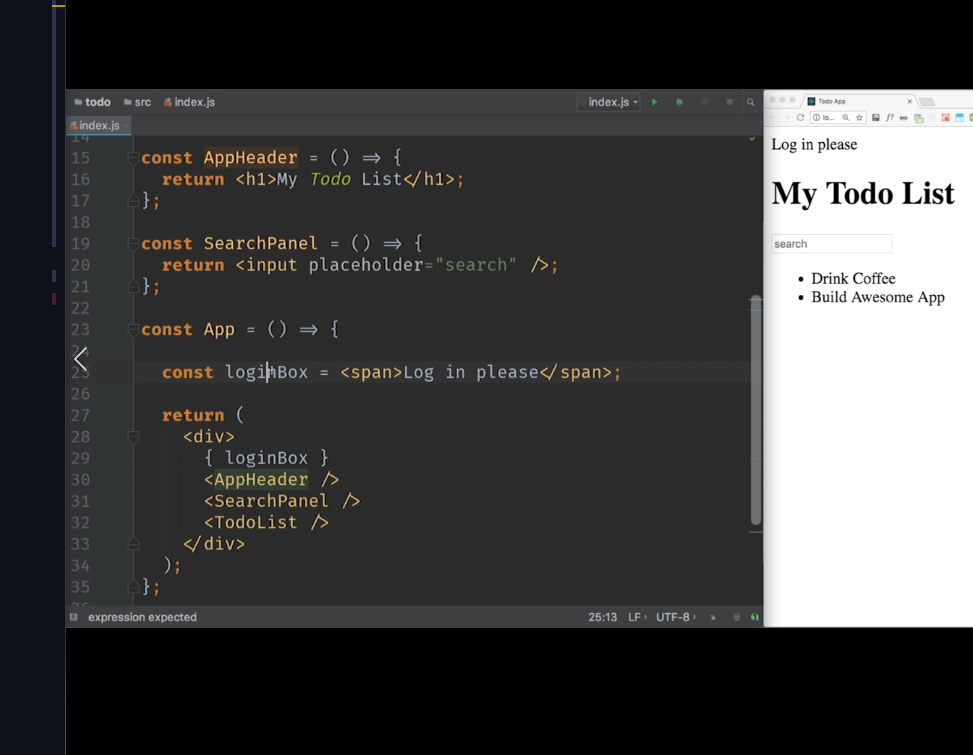 todo src index.js
index.js
Todo App
lo...
index.js
14
15 const AppHeader = () => {
16 return <h1>My Todo List</h1>;
17 };
18
19 const SearchPanel = () => {
20 return <input placeholder="search" />;
21 };
22
23 const App = () => {
24
25 const loginBox = <span>Log in please</span>;
26
27 return (
28 <div>
29 { loginBox }
30 <AppHeader />
31 <SearchPanel />
32 <TodoList />
33 </div>
34 );
35 };
expression expected 25:13 LF UTF-8
Log in please
My Todo List
search
• Drink Coffee
• Build Awesome App